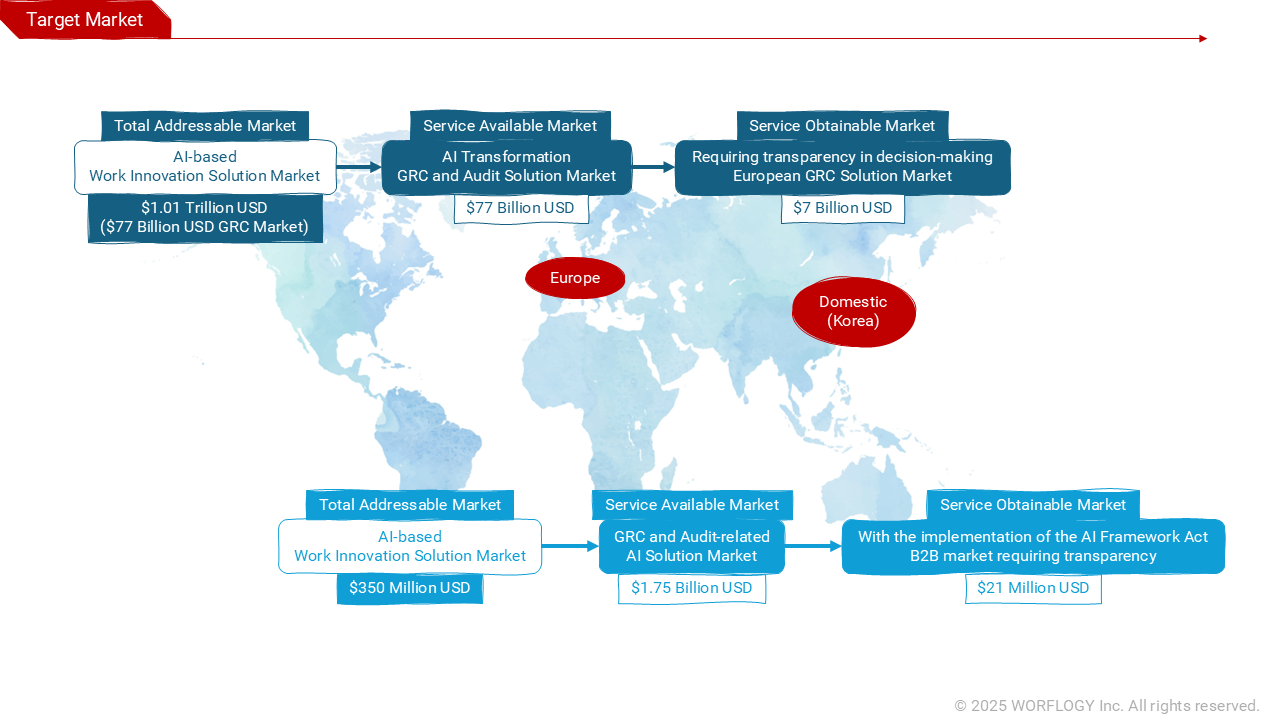 Target Market
Total Addressable Market
AI-based
Work Innovation Solution Market
$1.01 Trillion USD
($77 Billion USD GRC Market)
Service Available Market
AI Transformation
GRC and Audit Solution Market
$77 Billion USD
Service Obtainable Market
Requiring transparency in decision-making
European GRC Solution Market
$7 Billion USD
Europe
Domestic
(Korea)
Total Addressable Market
AI-based
Work Innovation Solution Market
$350 Million USD
Service Available Market
GRC and Audit-related
AI Solution Market
$1.75 Billion USD
Service Obtainable Market
With the implementation of the AI Framework Act
B2B market requiring transparency
$21 Million USD
© 2025 WORFLOGY Inc. All rights reserved.